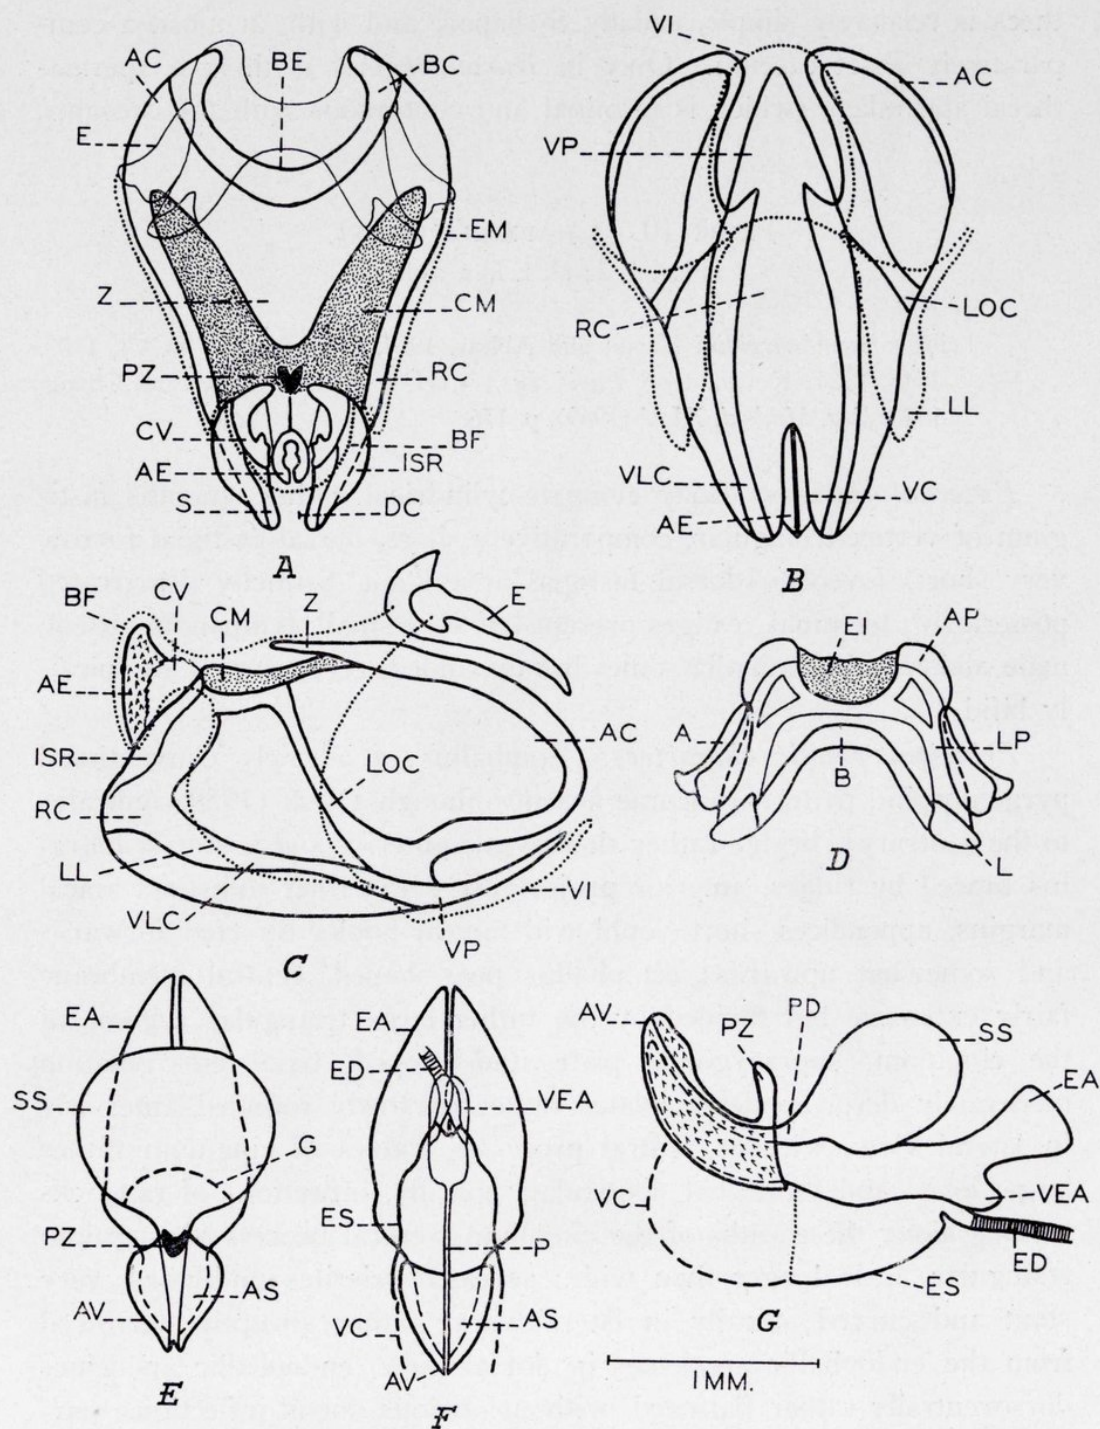 AC BE BC
E
EM
Z CM
PZ RC
CV BF
AE ISR
S DC
A
VI
AC
VP
RC LOC
LL
VLC VC
AE
B
BF CV CM Z E
AE
ISR LOC AC
RC
LL
VLC VI
VP
C
EI AP
A LP
B
L
D
EA
SS
G
PZ
AV AS
E
EA
ED
VEA
ES P
VC AS
AV
F
AV PZ PD SS
EA
VC VEA
ED
ES
G
1 MM.